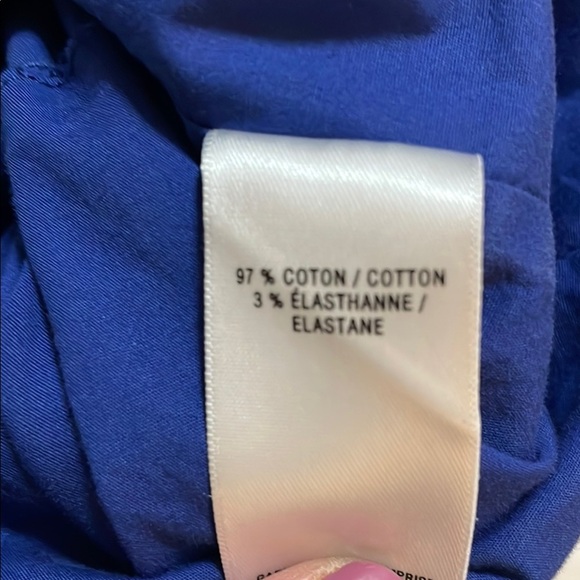 97 % COTON / COTTON
3 % ÉLASTHANNE /
ELASTANE